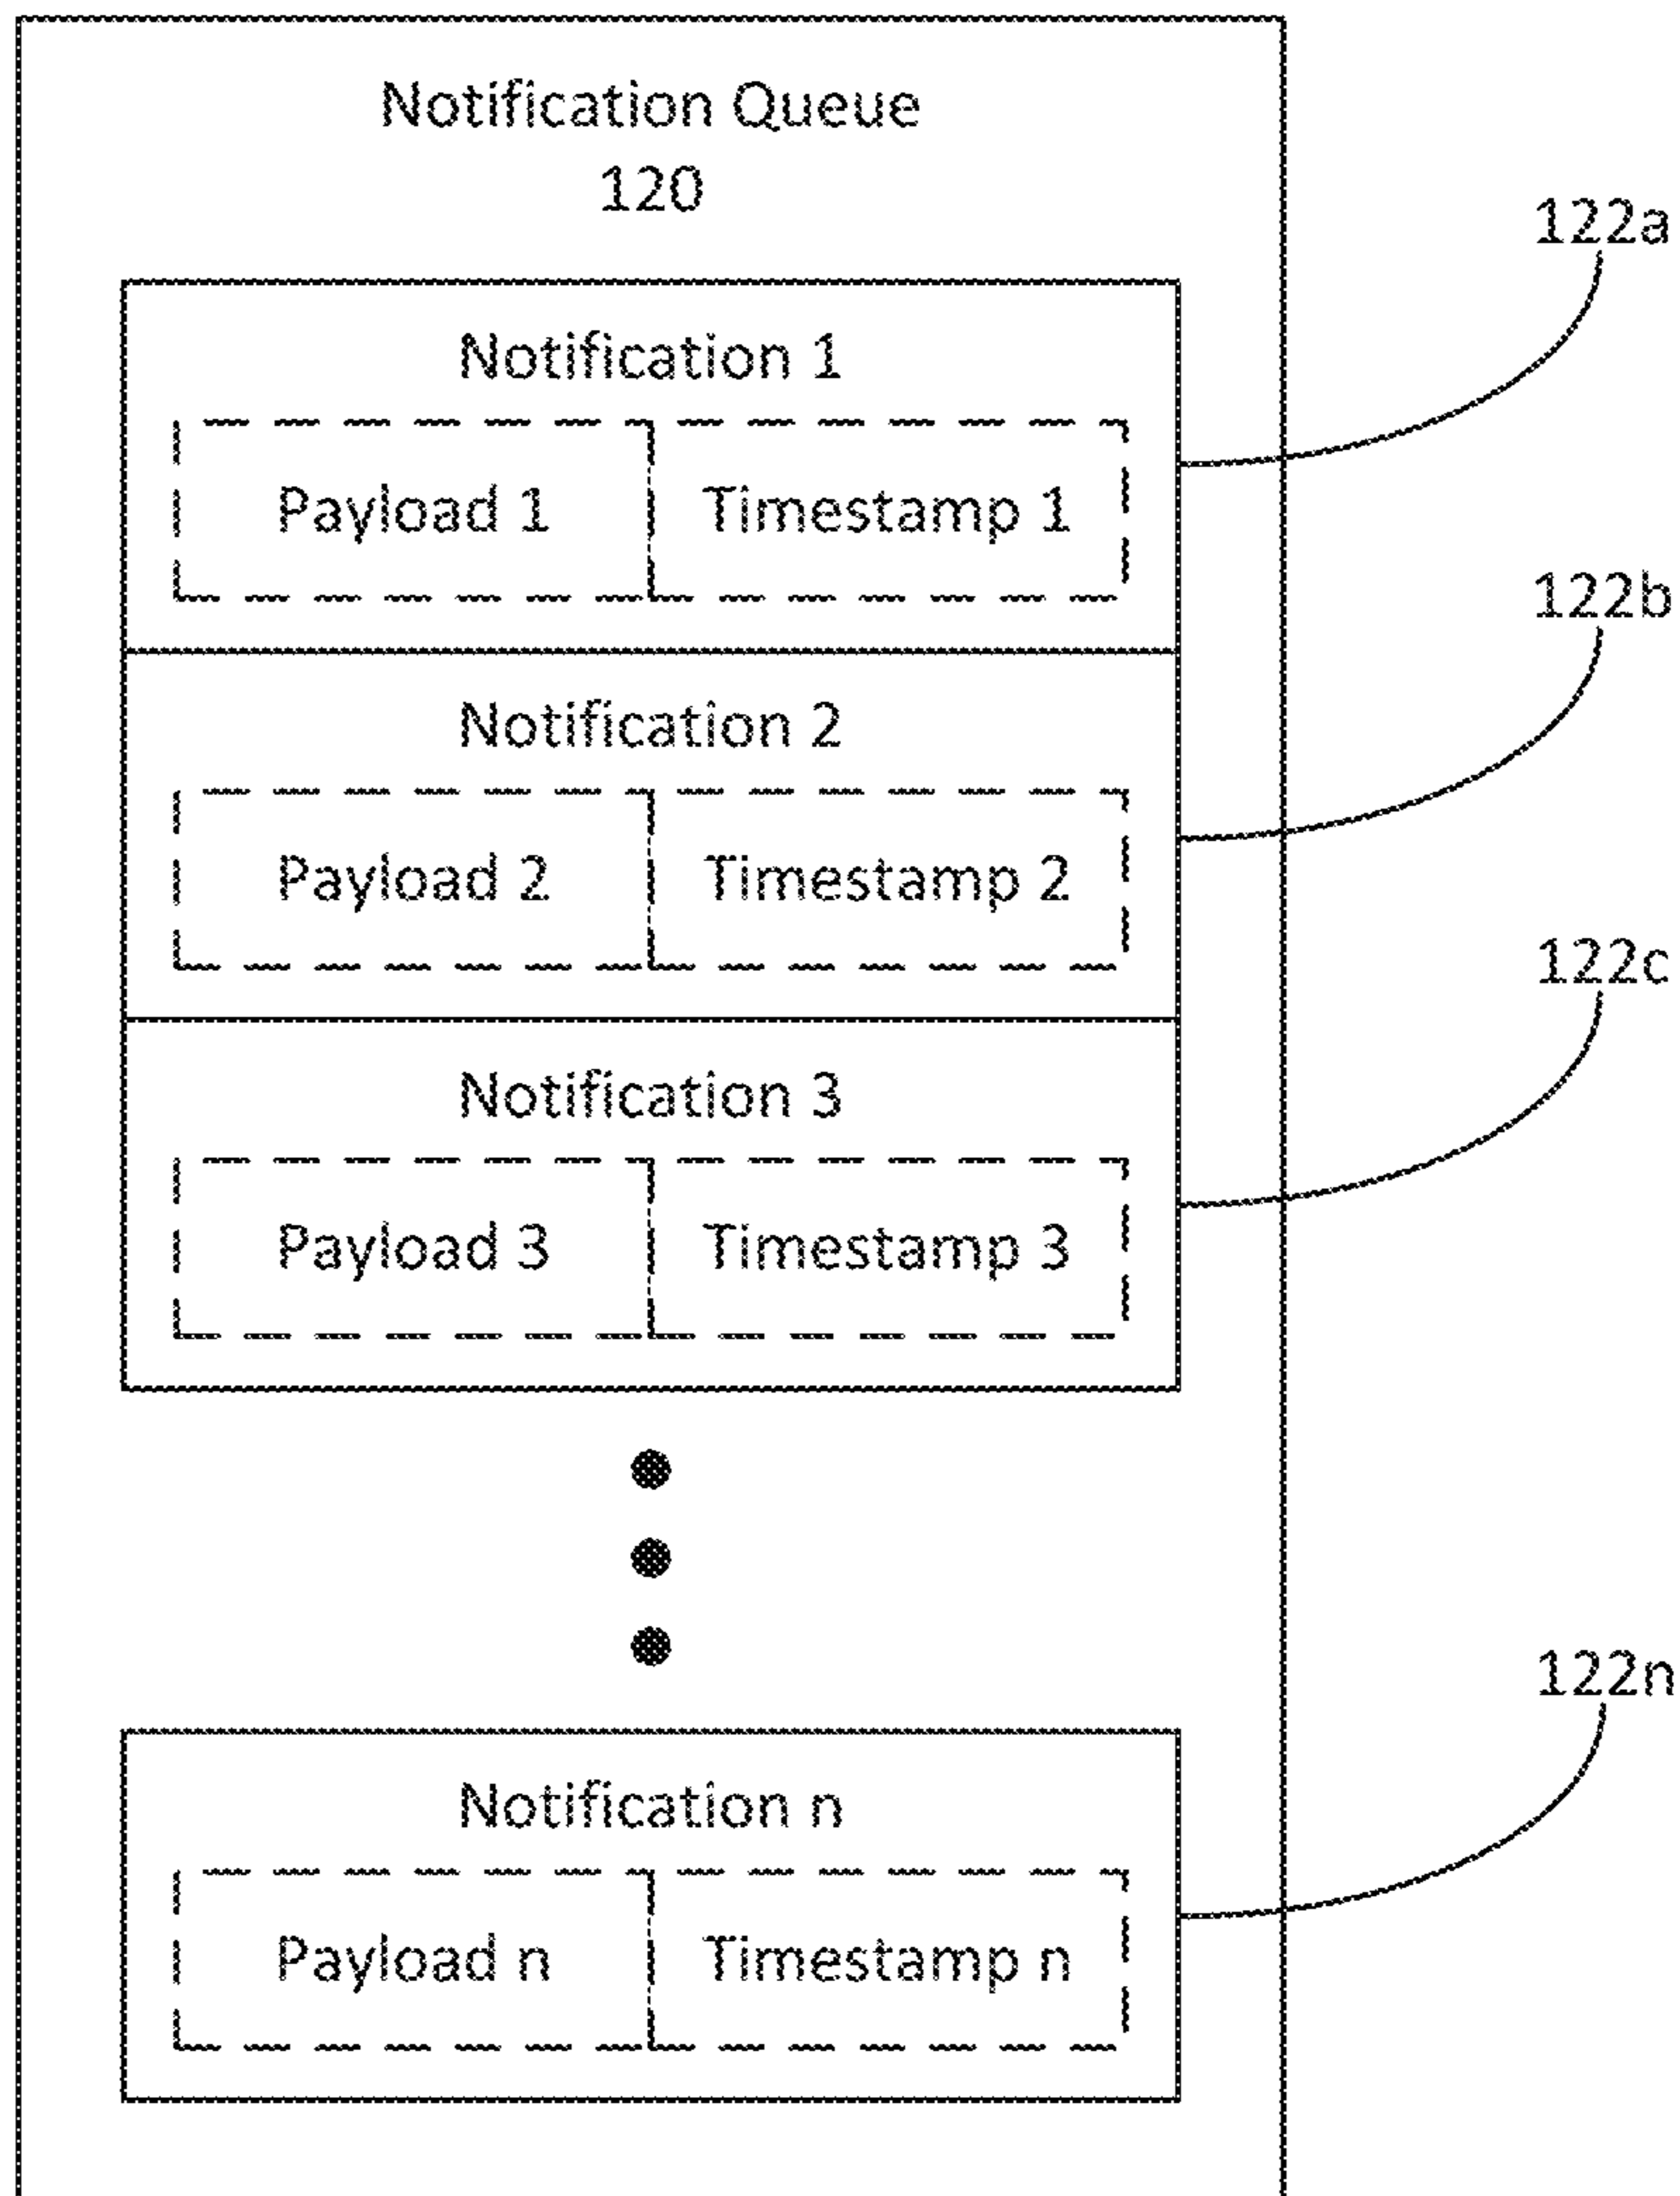 Notification Queue
120
122a
Notification 1
Payload 1 Timestamp 1
122b
Notification 2
Payload 2 Timestamp 2
122c
Notification 3
Payload 3 Timestamp 3
122n
Notification n
Payload n Timestamp n